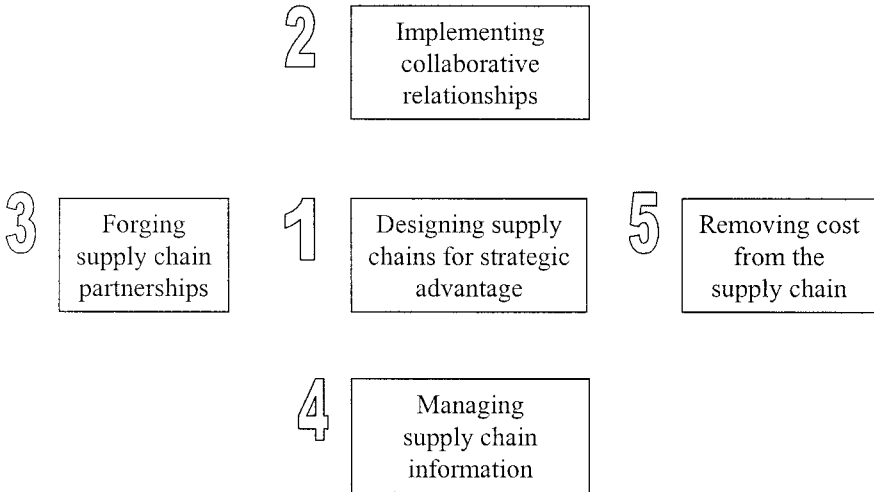 2
Implementing
collaborative
relationships
3
Forging
supply chain
partnerships
1
Designing supply
chains for strategic
advantage
5
Removing cost
from the
supply chain
4
Managing
supply chain
information